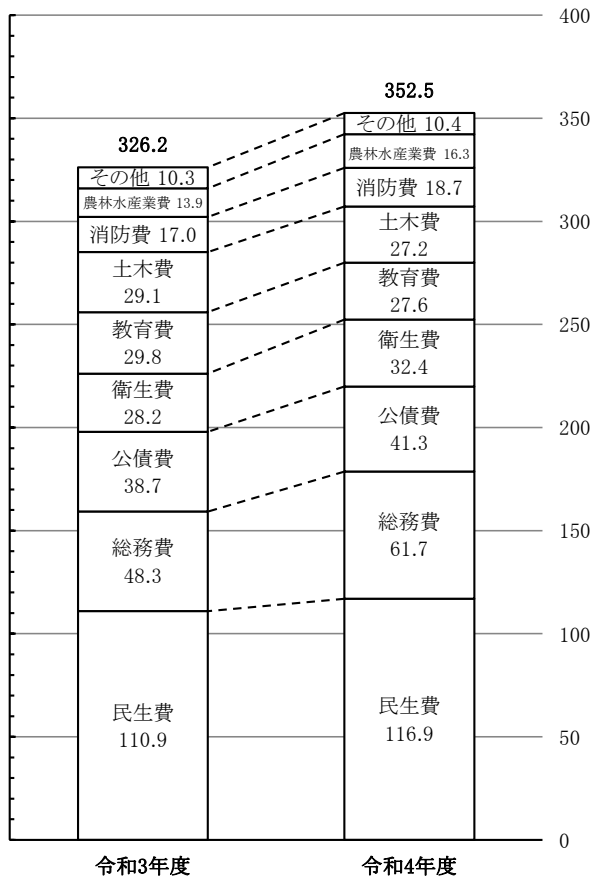 400
352.5
350
その他 10.4
326.2
農林水産業費 16.3
その他 10.3
消防費 18.7
農林水産業費 13.9
300
消防費 17.0
土木費
27.2
土木費
29.1
教育費
27.6
250
教育費
29.8
衛生費
32.4
衛生費
28.2
公債費
41.3
200
公債費
38.7
150
総務費
61.7
総務費
48.3
100
民生費
116.9
民生費
110.9
50
0
令和3年度
令和4年度